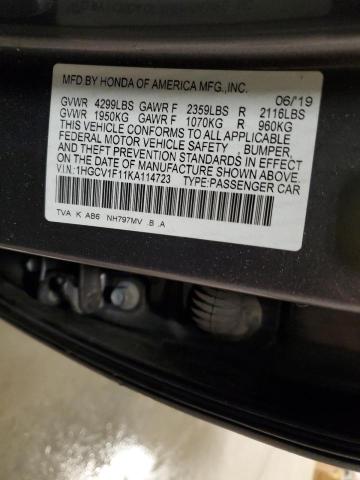 MFD BY HONDA OF AMERICA MFG.,INC.
06/'19
GVWR 4299LBS GAWR F 2359LBS R 2116LBS
GVWR 1950KG GAWR F 1070KG R 960KG
THIS VEHICLE CONFORMS TO ALL APPLICABLE
FEDERAL MOTOR VEHICLE SAFETY , BUMPER,
AND THEFT PREVENTION STANDARDS IN EFFECT
ON THE DATE OF MANUFACTURE SHOWN ABOVE.
V.I.N:1HGCV1F11KA114723 TYPE:PASSENGER CAR
TVA K AB6 NH797MV .B .A